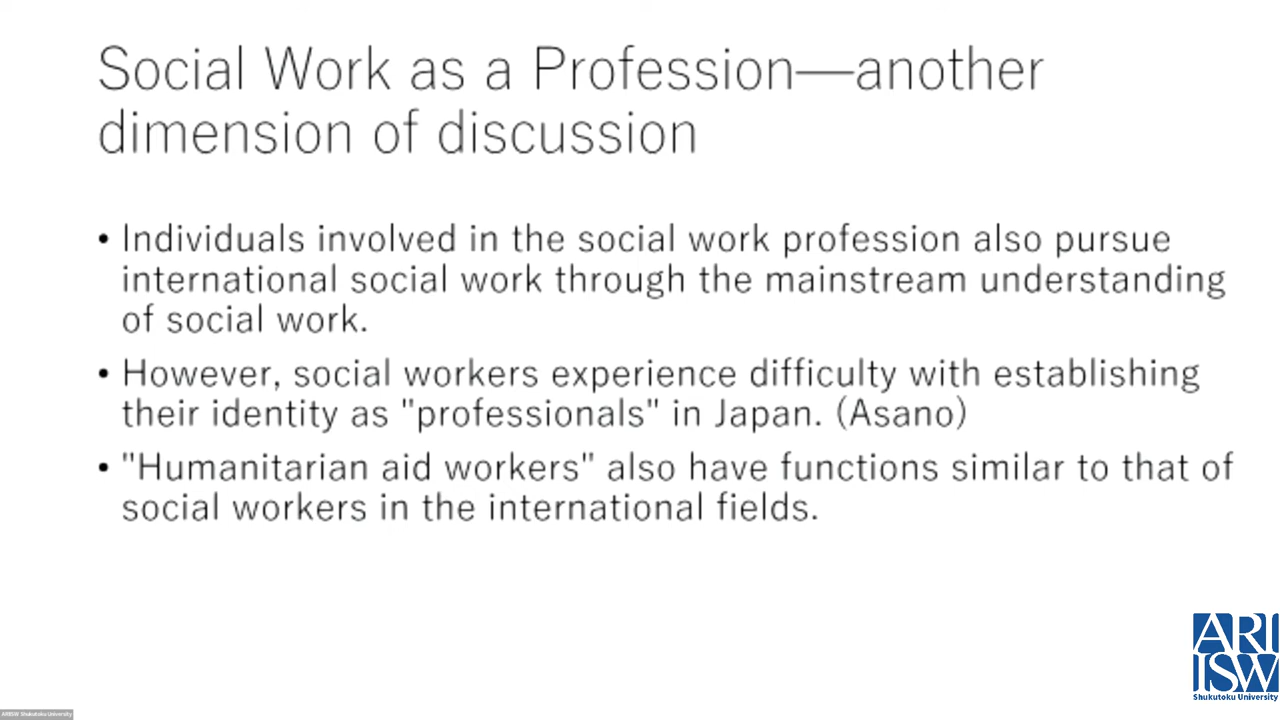 Social Work as a Profession—another
dimension of discussion
• Individuals involved in the social work profession also pursue
international social work through the mainstream understanding
of social work.
• However, social workers experience difficulty with establishing
their identity as "professionals" in Japan. (Asano)
• "Humanitarian aid workers" also have functions similar to that of
social workers in the international fields.
ARI
ISW
Shukutoku University
ARIISW Shukutoku University